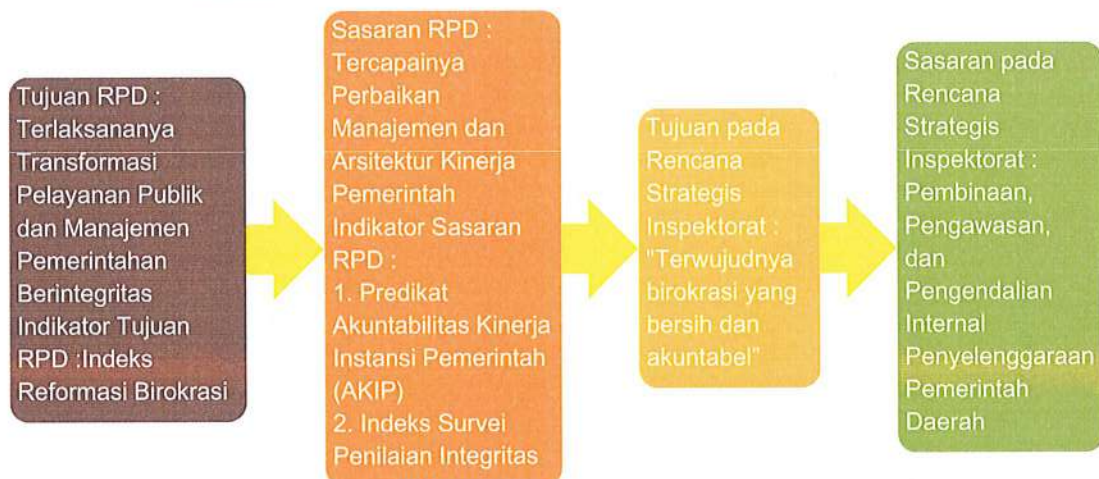 Tujuan RPD :
Terlaksananya
Transformasi
Pelayanan Publik
dan Manajemen
Pemerintahan
Berintegritas
Indikator Tujuan
RPD :Indeks
Reformasi Birokrasi
Sasaran RPD :
Tercapainya
Perbaikan
Manajemen dan
Arsitektur Kinerja
Pemerintah
Indikator Sasaran
RPD :
1. Predikat
Akuntabilitas Kinerja
Instansi Pemerintah
(AKIP)
2. Indeks Survei
Penilaian Integritas
Tujuan pada
Rencana
Strategis
Inspektorat :
"Terwujudnya
birokrasi yang
bersih dan
akuntabel"
Sasaran pada
Rencana
Strategis
Inspektorat :
Pembinaan,
Pengawasan,
dan
Pengendalian
Internal
Penyelenggaraan
Pemerintah
Daerah